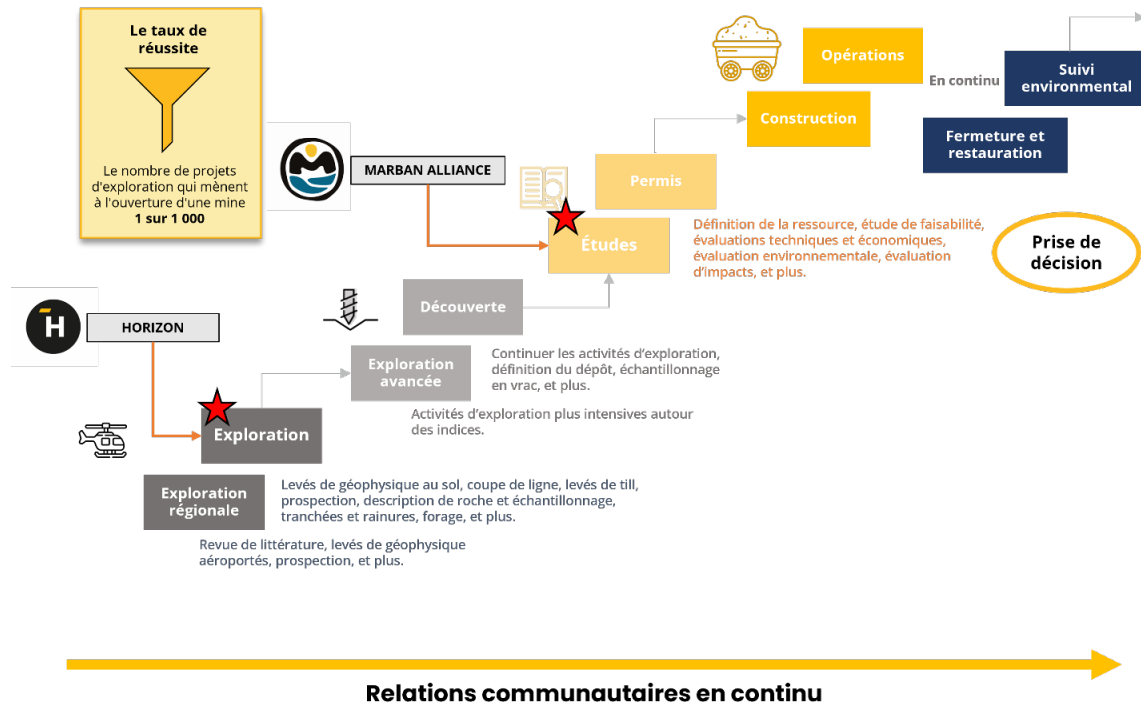 Le taux de
réussite
Le nombre de projets
d'exploration qui mènent
à l'ouverture d'une mine
1 sur 1 000
Opérations
En continu
Suivi
environmental
Construction
Fermeture et
restauration
MARBAN ALLIANCE
Permis
Études
Définition de la ressource, étude de faisabilité,
évaluations techniques et économiques,
évaluation environnementale, évaluation
d'impacts, et plus.
Prise de
décision
Découverte
H
HORIZON
Exploration
avancée
Continuer les activités d'exploration,
définition du dépôt, échantillonnage
en vrac, et plus.
Activités d'exploration plus intensives autour
des indices.
Exploration
Exploration
régionale
Levés de géophysique au sol, coupe de ligne, levés de till,
prospection, description de roche et échantillonnage,
tranchées et rainures, forage, et plus.
Revue de littérature, levés de géophysique
aéroportés, prospection, et plus.
Relations communautaires en continu